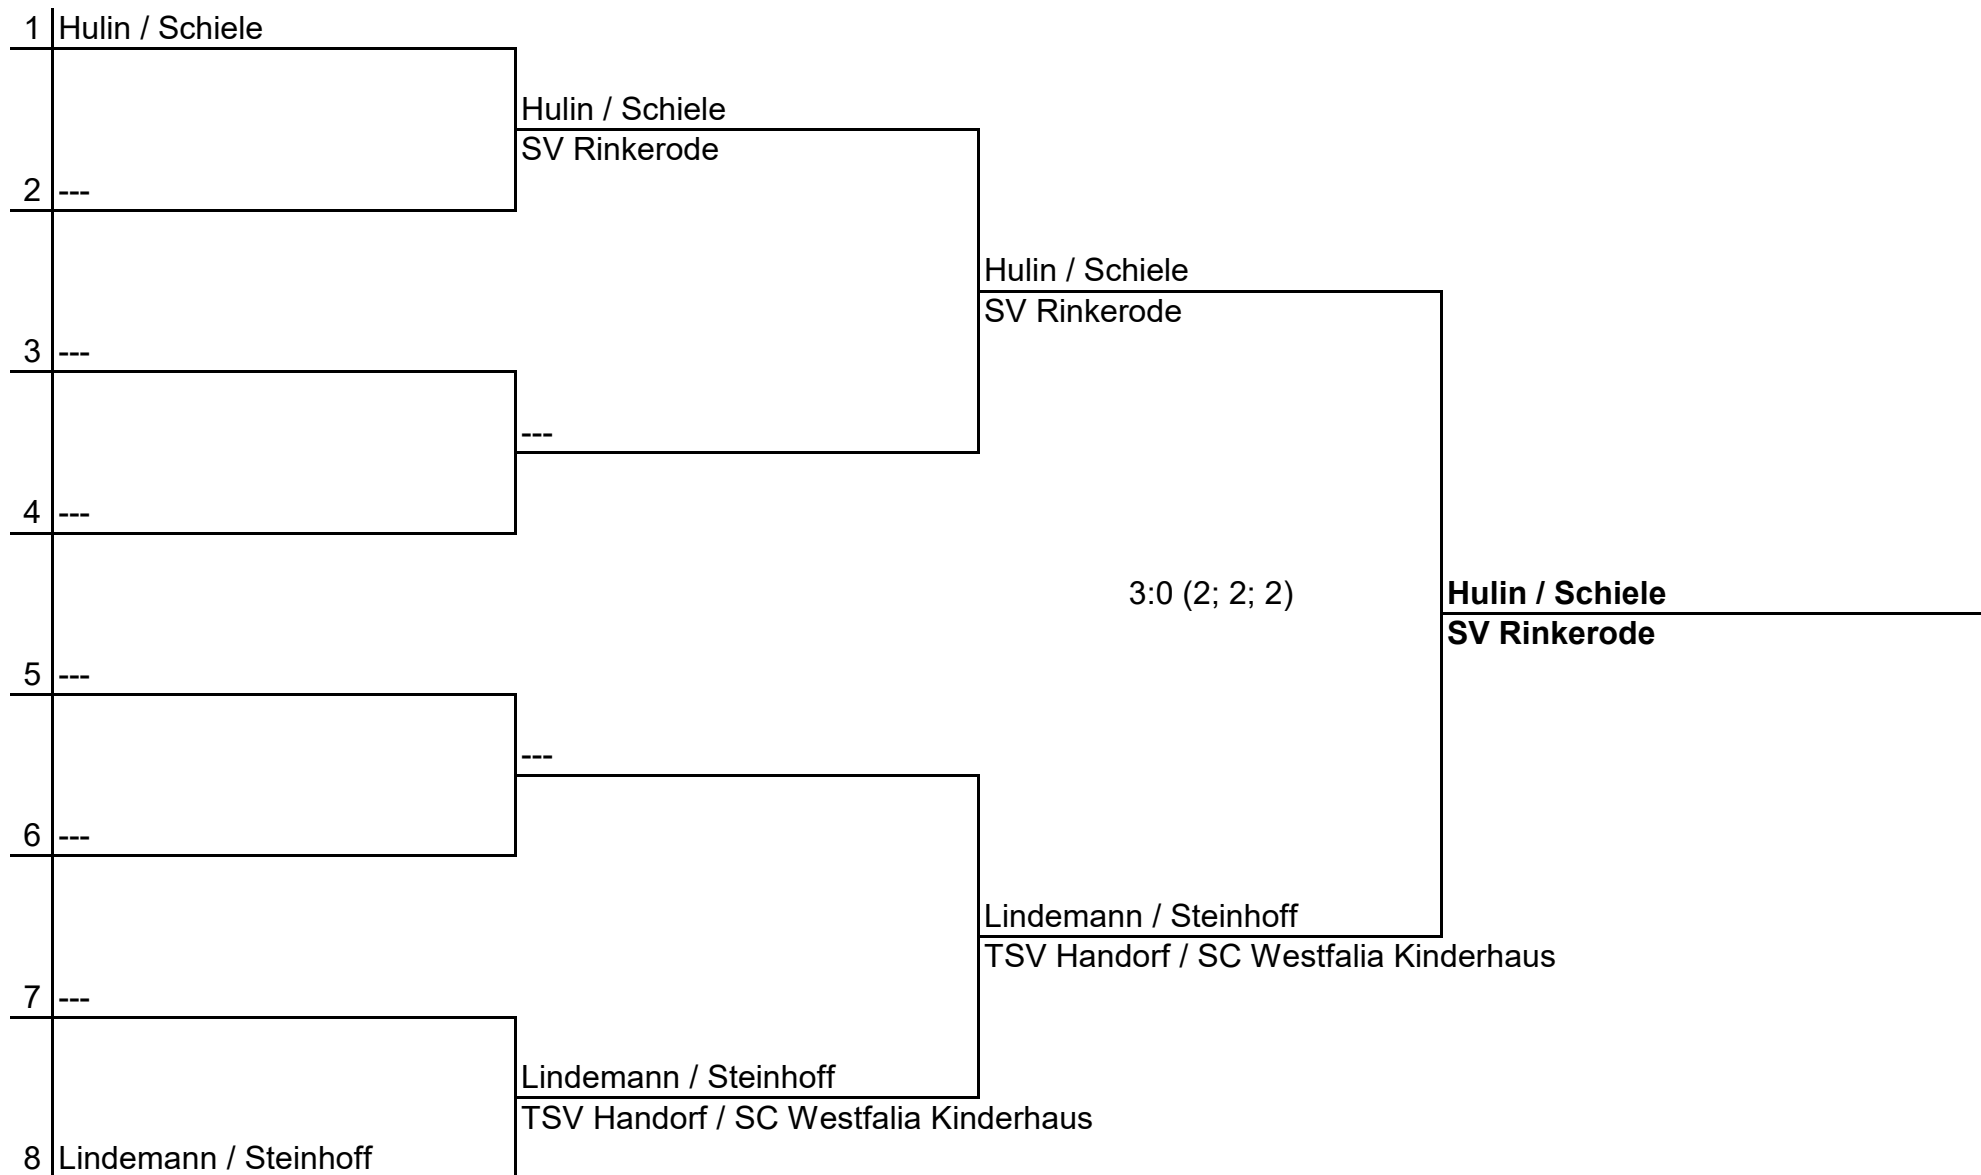 1 Hulin / Schiele
Hulin / Schiele
SV Rinkerode
2 ---
Hulin / Schiele
SV Rinkerode
3 ---
---
4 ---
3:0 (2; 2; 2)
Hulin / Schiele
SV Rinkerode
5 ---
---
6 ---
Lindemann / Steinhoff
TSV Handorf / SC Westfalia Kinderhaus
7 ---
Lindemann / Steinhoff
TSV Handorf / SC Westfalia Kinderhaus
8 Lindemann / Steinhoff